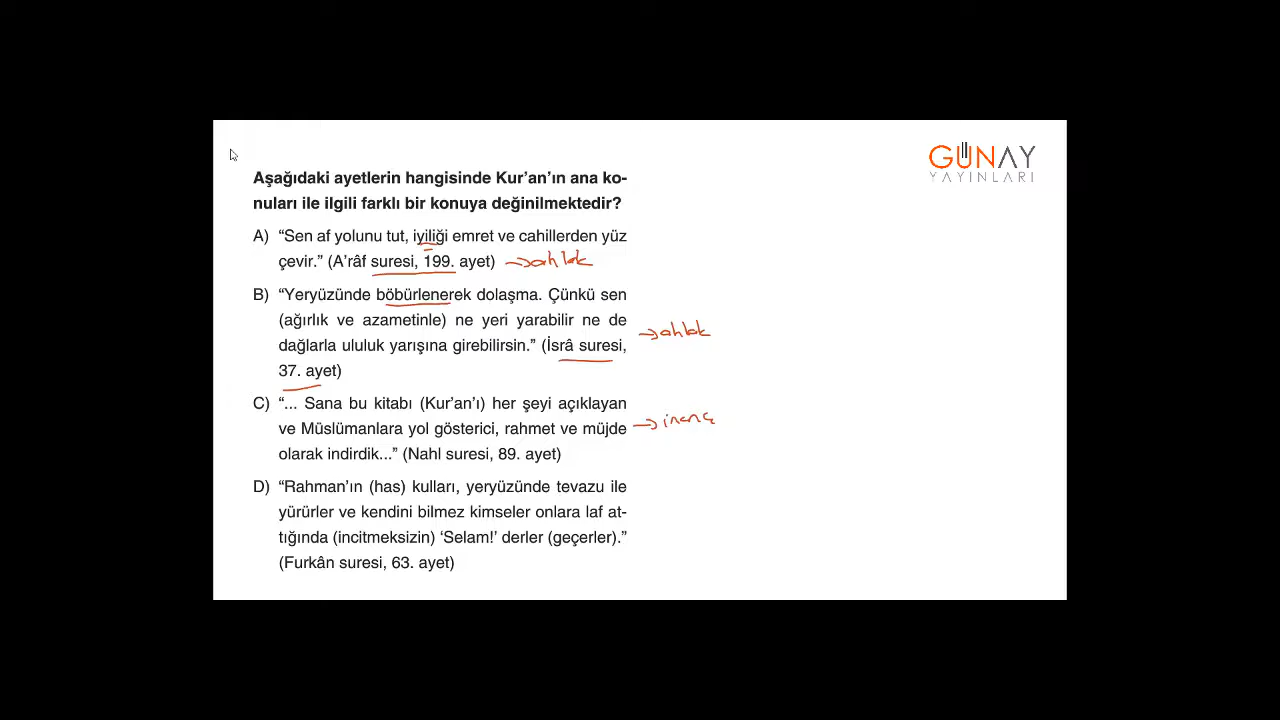 GÜNAY
YAYINLARI
Aşağıdaki ayetlerin hangisinde Kur’an’ın ana ko-
nuları ile ilgili farklı bir konuya değinilmektedir?
A) “Sen af yolunu tut, iyiliği emret ve cahillerden yüz
çevir.” (A’râf suresi, 199. ayet) → ahlak
B) “Yeryüzünde böbürlenerek dolaşma. Çünkü sen
(ağırlık ve azametinle) ne yeri yarabilir ne de
dağlarla ululuk yarışına girebilirsin.” (İsrâ suresi,
37. ayet)
→ ahlak
C) “... Sana bu kitabı (Kur’an’ı) her şeyi açıklayan
ve Müslümanlara yol gösterici, rahmet ve müjde
olarak indirdik...” (Nahl suresi, 89. ayet)
→ inanç
D) “Rahman’ın (has) kulları, yeryüzünde tevazu ile
yürürler ve kendini bilmez kimseler onlara laf at-
tığında (incitmeksizin) ‘Selam!’ derler (geçerler).”
(Furkân suresi, 63. ayet)